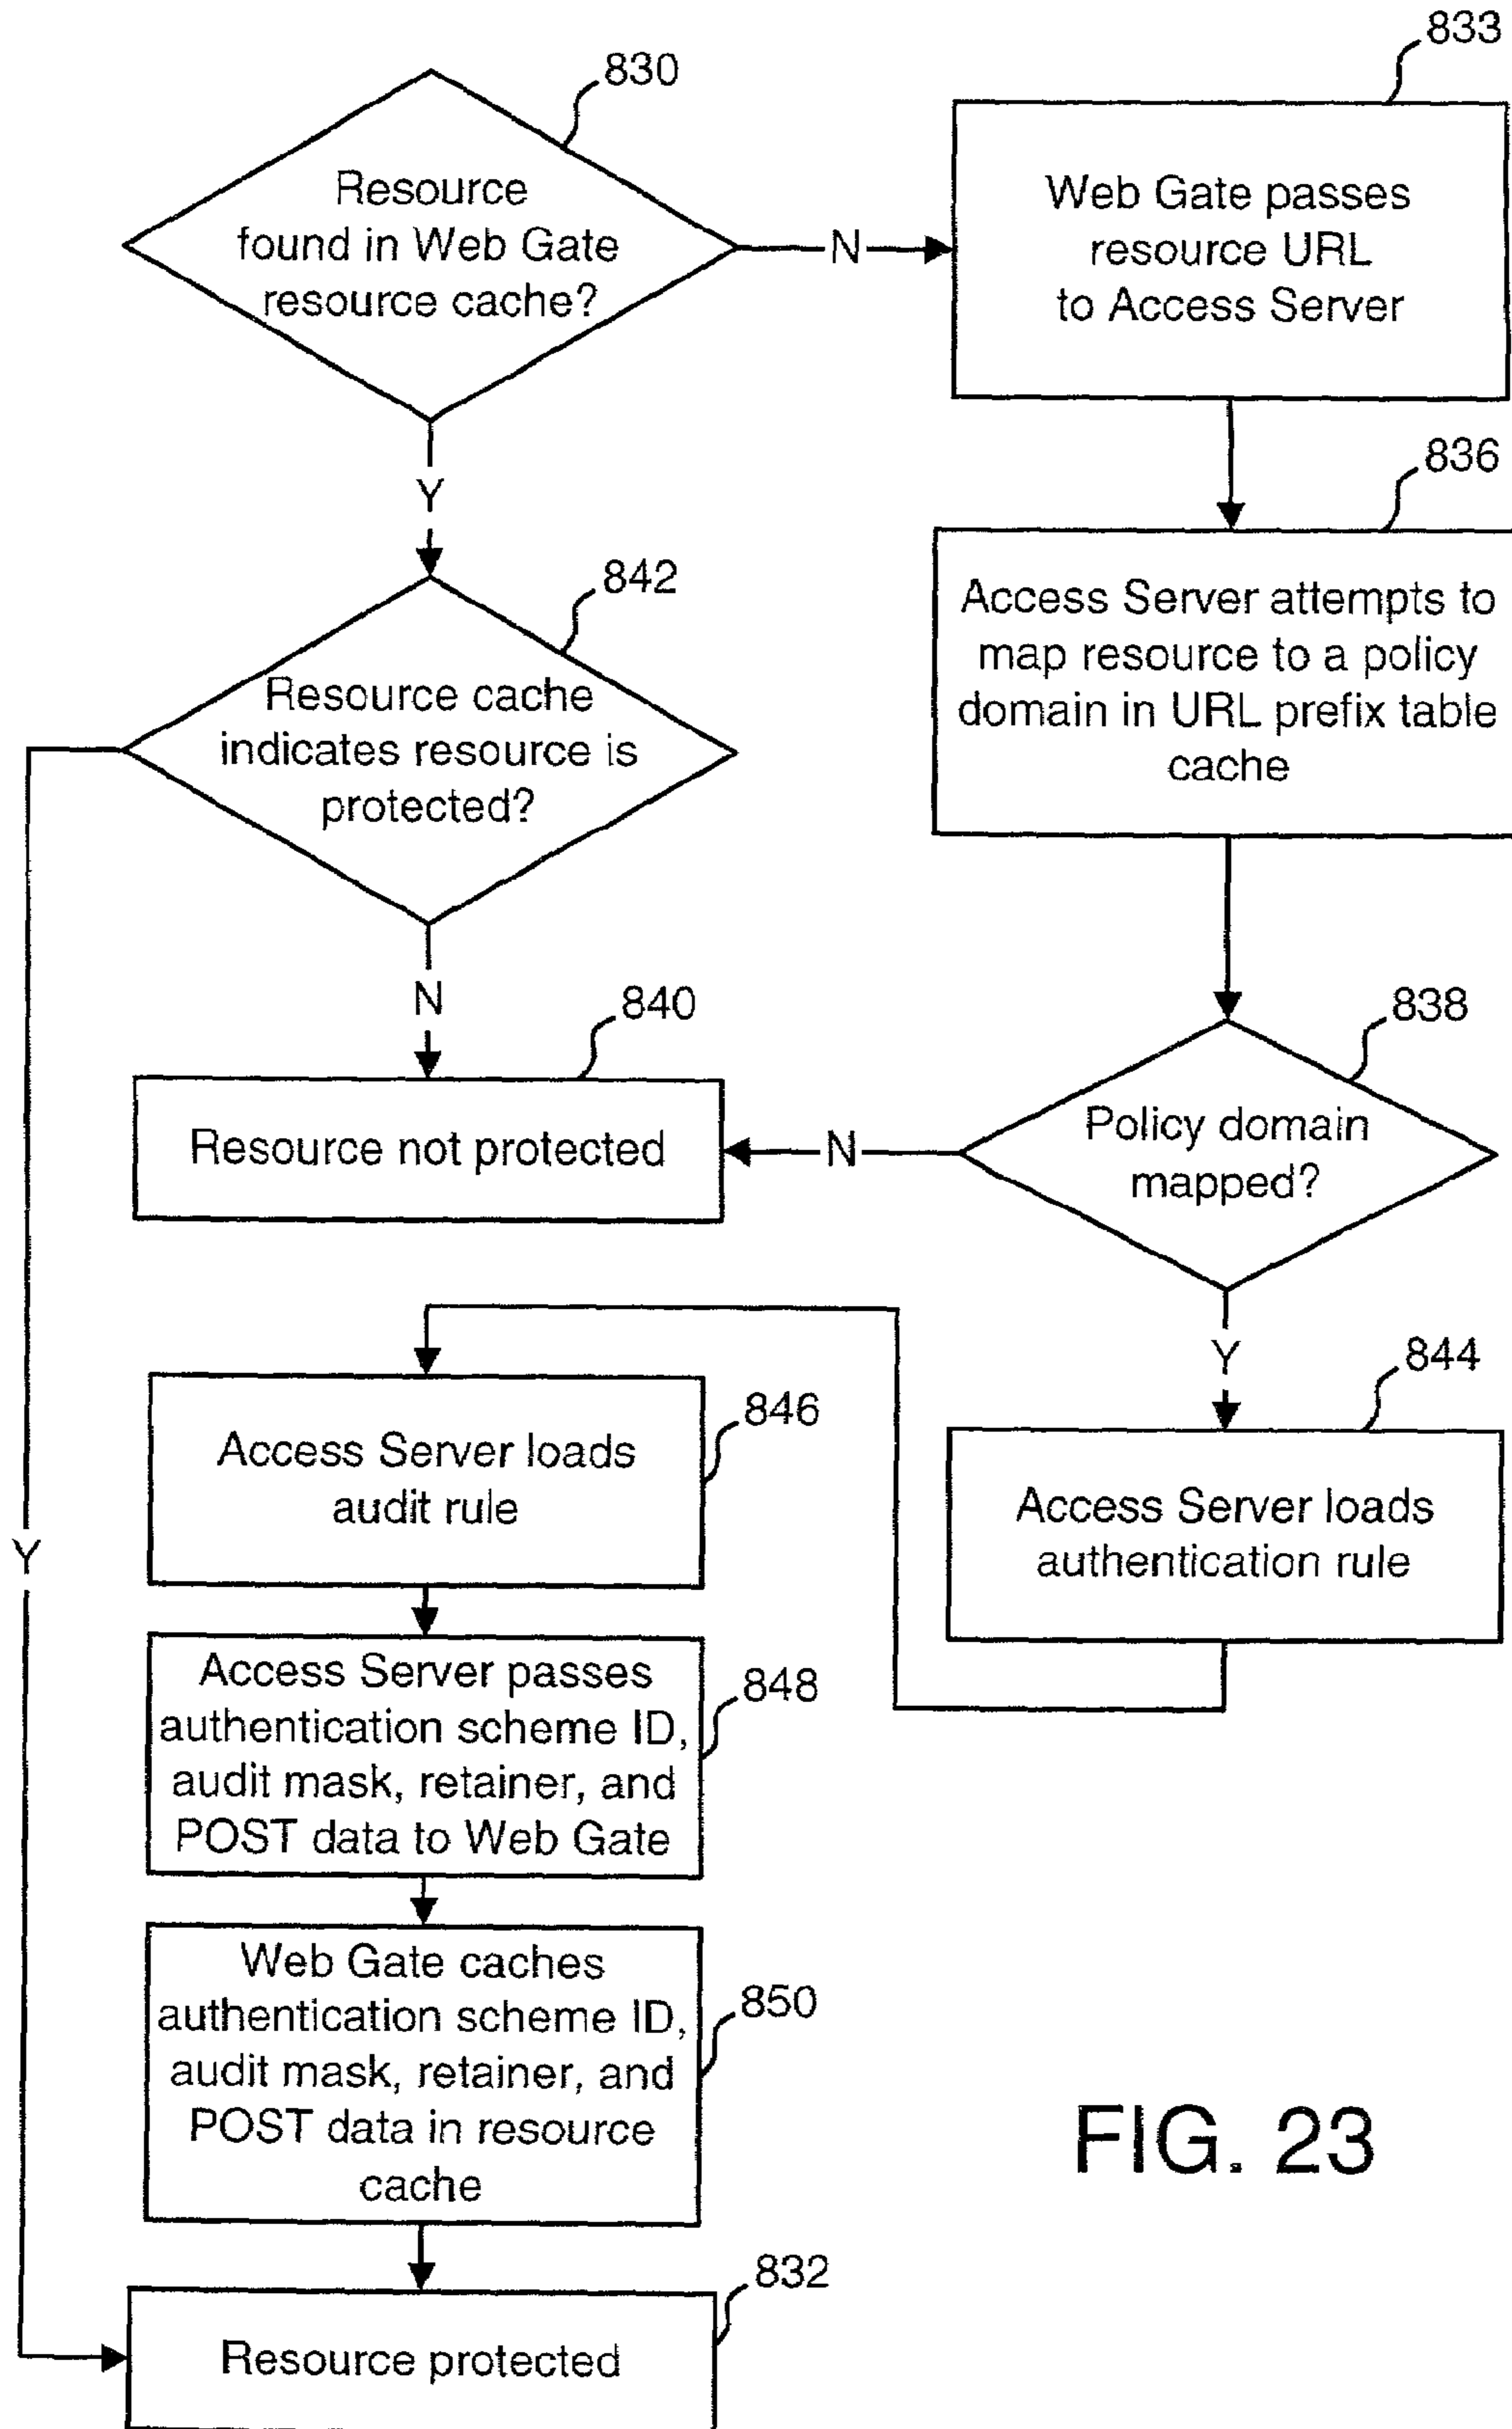 830
Resource
found in Web Gate
resource cache?
N
Y
833
Web Gate passes
resource URL
to Access Server
836
Access Server attempts to
map resource to a policy
domain in URL prefix table
cache
842
Resource cache
indicates resource is
protected?
N
Y
840
Resource not protected
838
Policy domain
mapped?
N
Y
844
Access Server loads
authentication rule
846
Access Server loads
audit rule
848
Access Server passes
authentication scheme ID,
audit mask, retainer, and
POST data to Web Gate
850
Web Gate caches
authentication scheme ID,
audit mask, retainer, and
POST data in resource
cache
832
Resource protected
FIG. 23